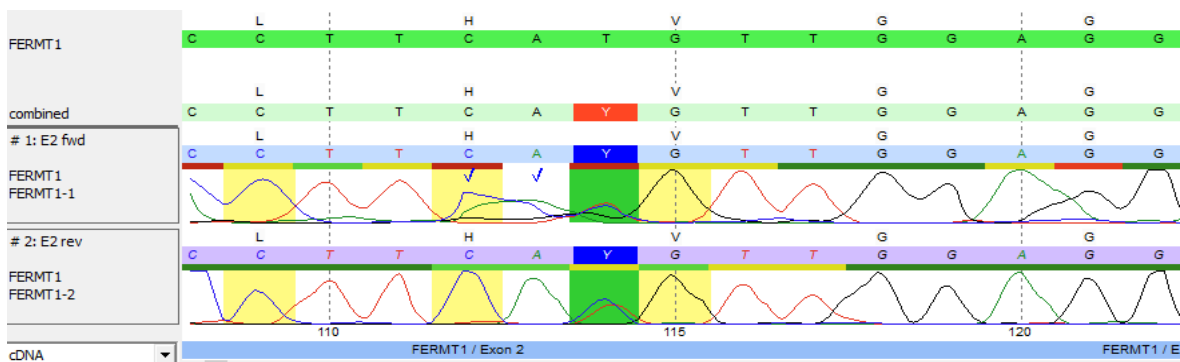 L H V G G
FERMT1 C C T T C A T G T T G G A G G
L H V G G
combined C C T T C A Y G T T G G A G G
# 1: E2 fwd L H V G G
C C T T C A Y G T T G G A G G
FERMT1
FERMT1-1
# 2: E2 rev L H V G G
C C T T C A Y G T T G G A G G
FERMT1
FERMT1-2
110 115 120
cDNA FERMT1 / Exon 2 FERMT1 / E